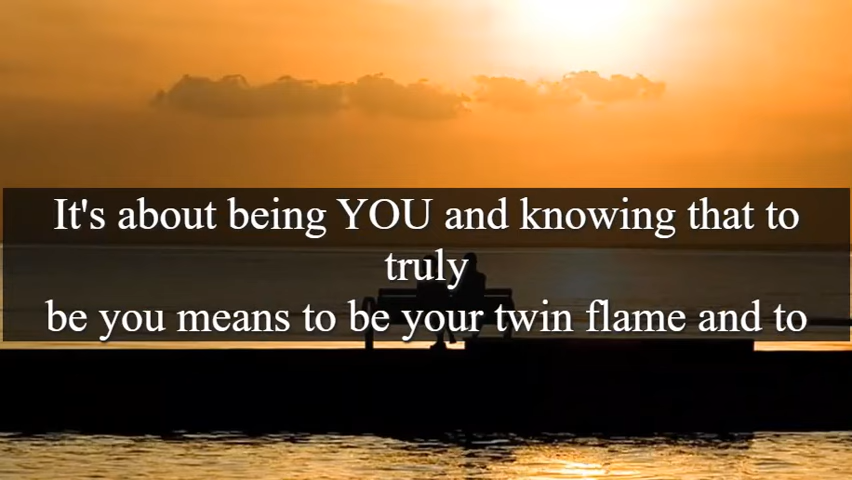 It's about being YOU and knowing that to
truly
be you means to be your twin flame and to